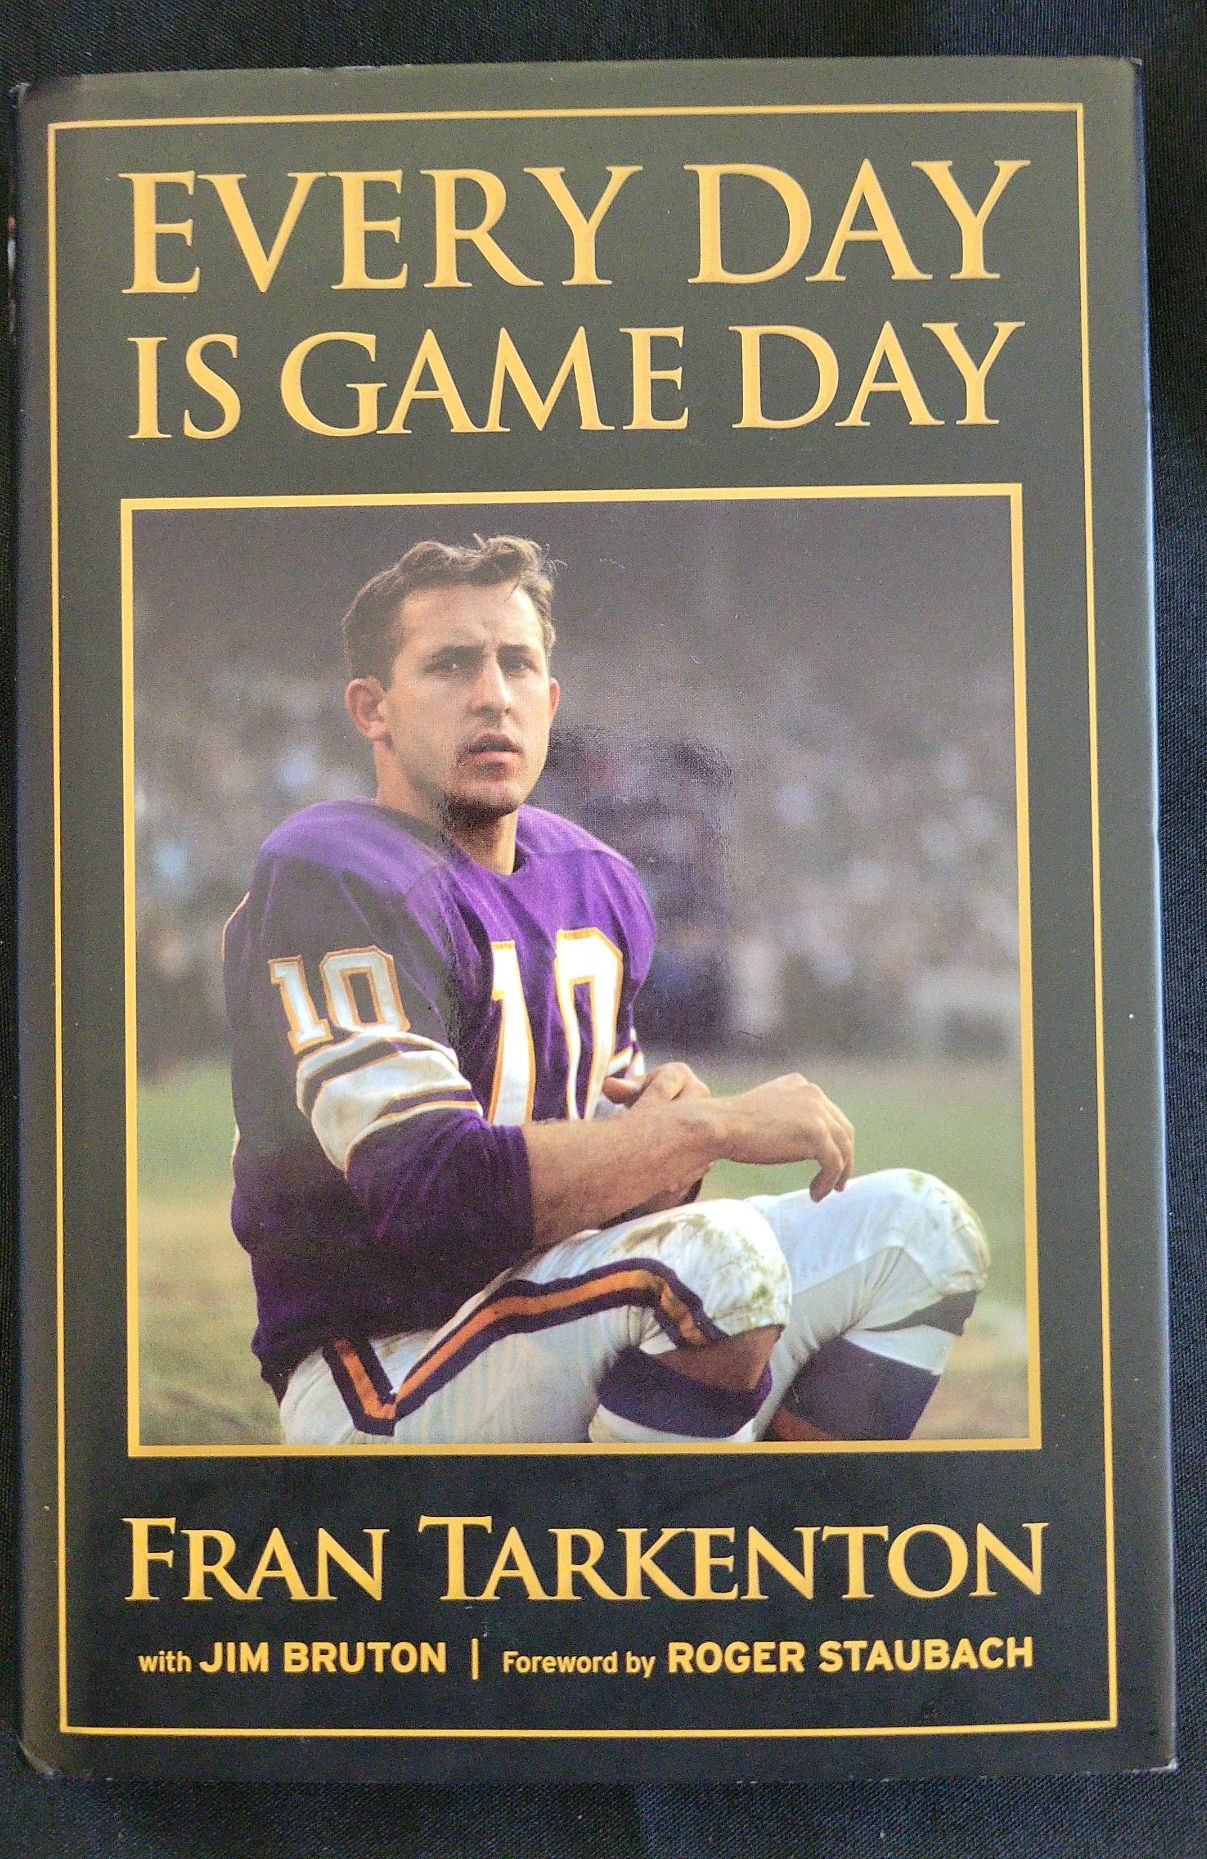 EVERY DAY
IS GAME DAY
10
10
FRAN TARKENTON
with JIM BRUTON | Foreword by ROGER STAUBACH